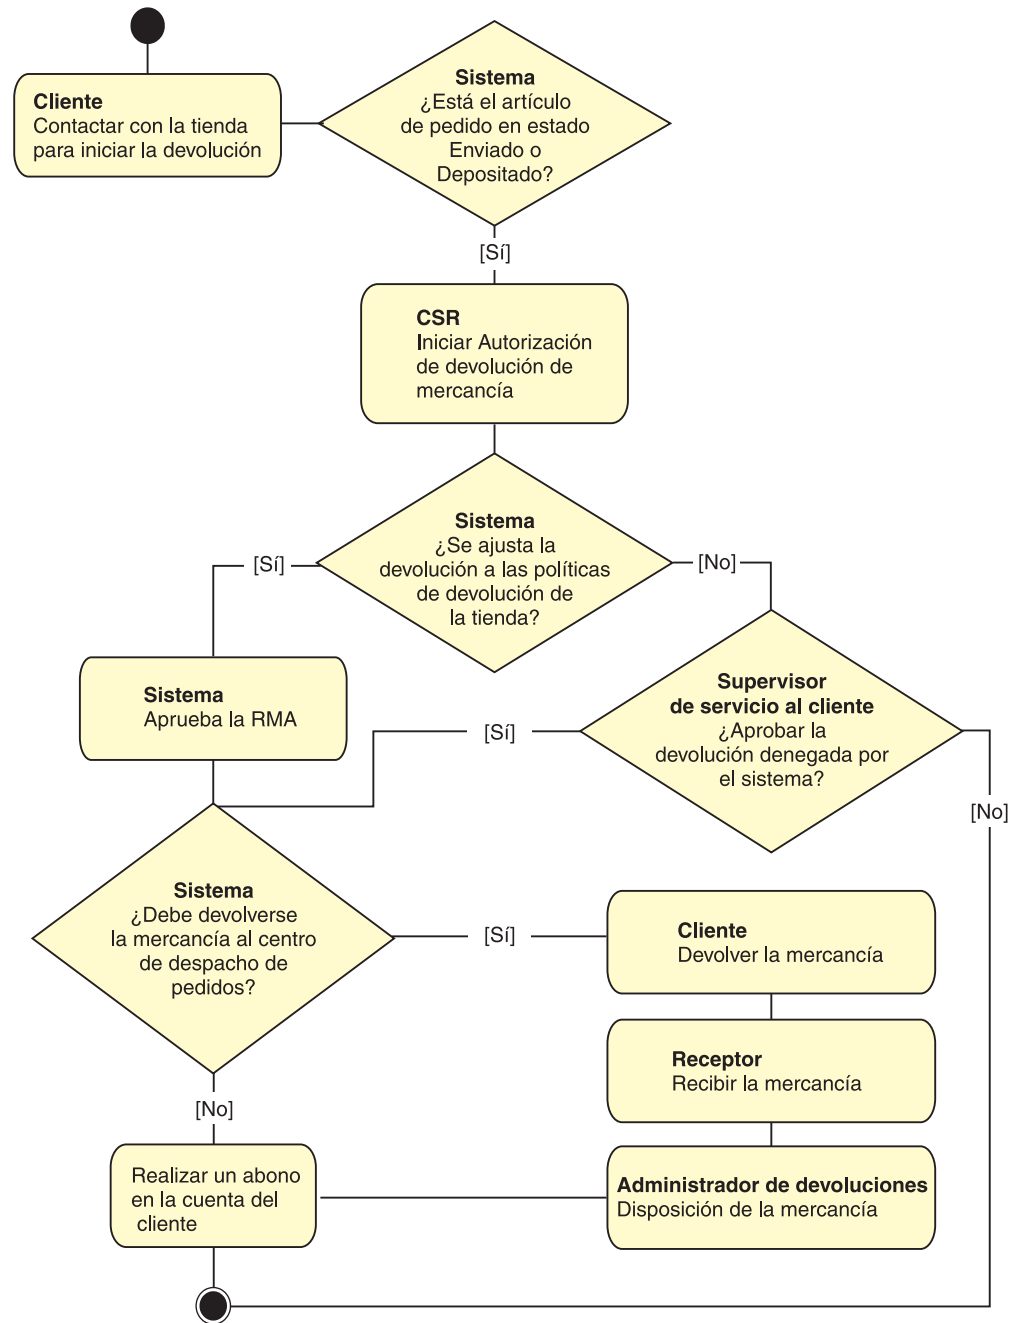 Cliente
Contactar con la tienda
para iniciar la devolución
Sistema
¿Está el artículo
de pedido en estado
Enviado o
Depositado?
[Sí]
CSR
Iniciar Autorización
de devolución de
mercancía
Sistema
¿Se ajusta la
devolución a las políticas
de devolución de
la tienda?
[Sí]
[No]
Sistema
Aprueba la RMA
Supervisor
de servicio al cliente
¿Aprobar la
devolución denegada por
el sistema?
[Sí]
[No]
Sistema
¿Debe devolverse
la mercancía al centro
de despacho de
pedidos?
[Sí]
Cliente
Devolver la mercancía
Receptor
Recibir la mercancía
[No]
Realizar un abono
en la cuenta del
cliente
Administrador de devoluciones
Disposición de la mercancía